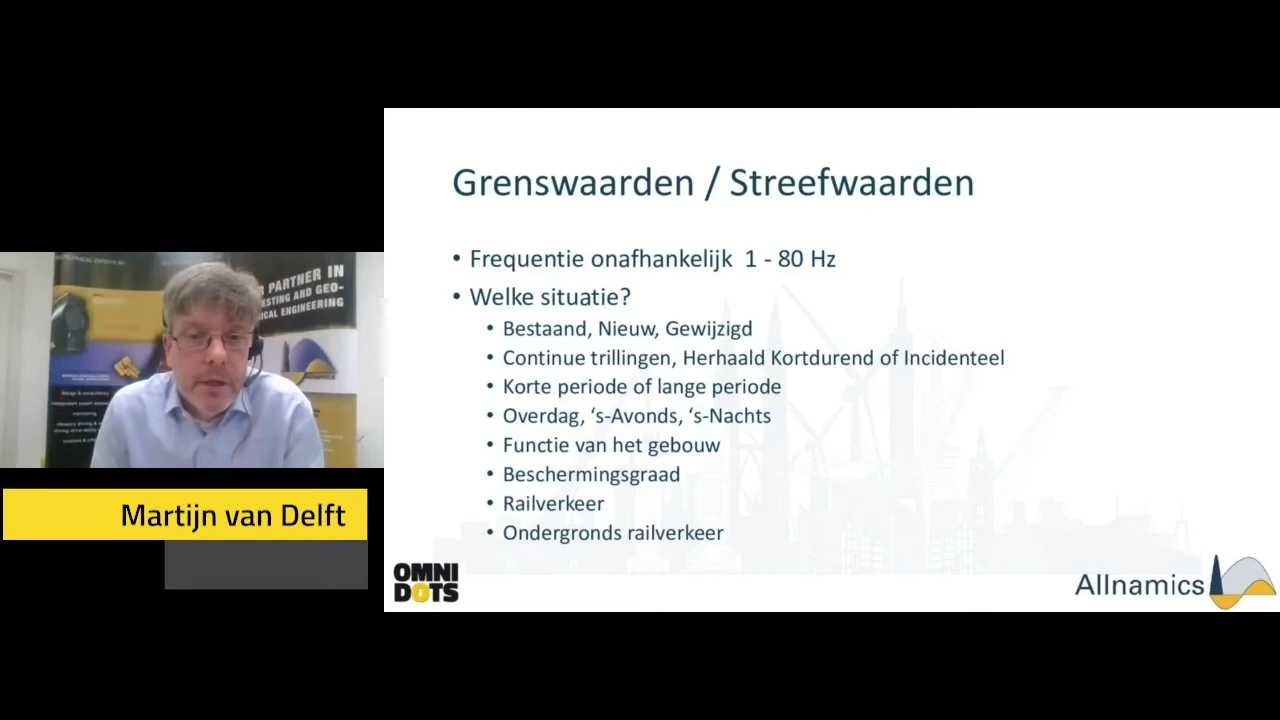 Grenswaarden / Streefwaarden
• Frequentie onafhankelijk 1 - 80 Hz
• Welke situatie?
• Bestaand, Nieuw, Gewijzigd
• Continue trillingen, Herhaald Kortdurend of Incidenteel
• Korte periode of lange periode
• Overdag, ‘s-Avonds, ‘s-Nachts
• Functie van het gebouw
• Beschermingsgraad
• Railverkeer
• Ondergronds railverkeer
OMNI
DOTS
Allnamics
PARTNER IN
ESTING AND GEO-
ICAL ENGINEERING
Martijn van Delft